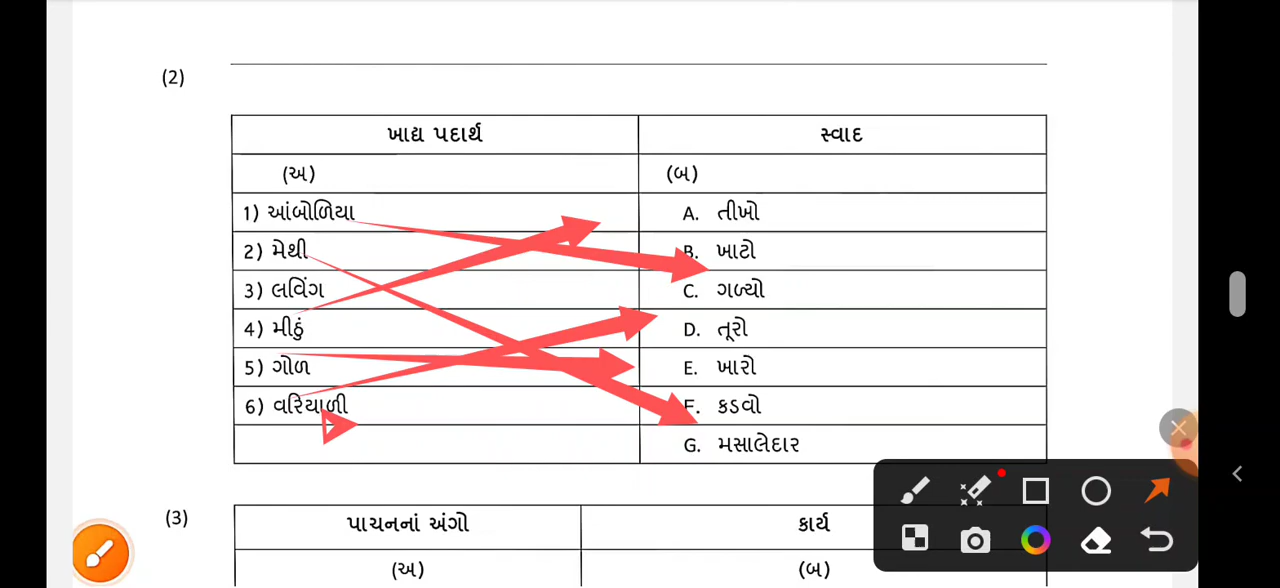 (2)
ખાદ્ય પદાર્થ સ્વાદ
(અ) (બ)
1) આંબોળિયા A. તીખો
2) મેથી B. ખાટો
3) લવિંગ C. ગળ્યો
4) મીઠું D. તૂરો
5) ગોળ E. ખારો
6) વરિયાળી F. કડવો
G. મસાલેદાર
(3)
પાચનનાં અંગો કાર્ય
(અ) (બ)